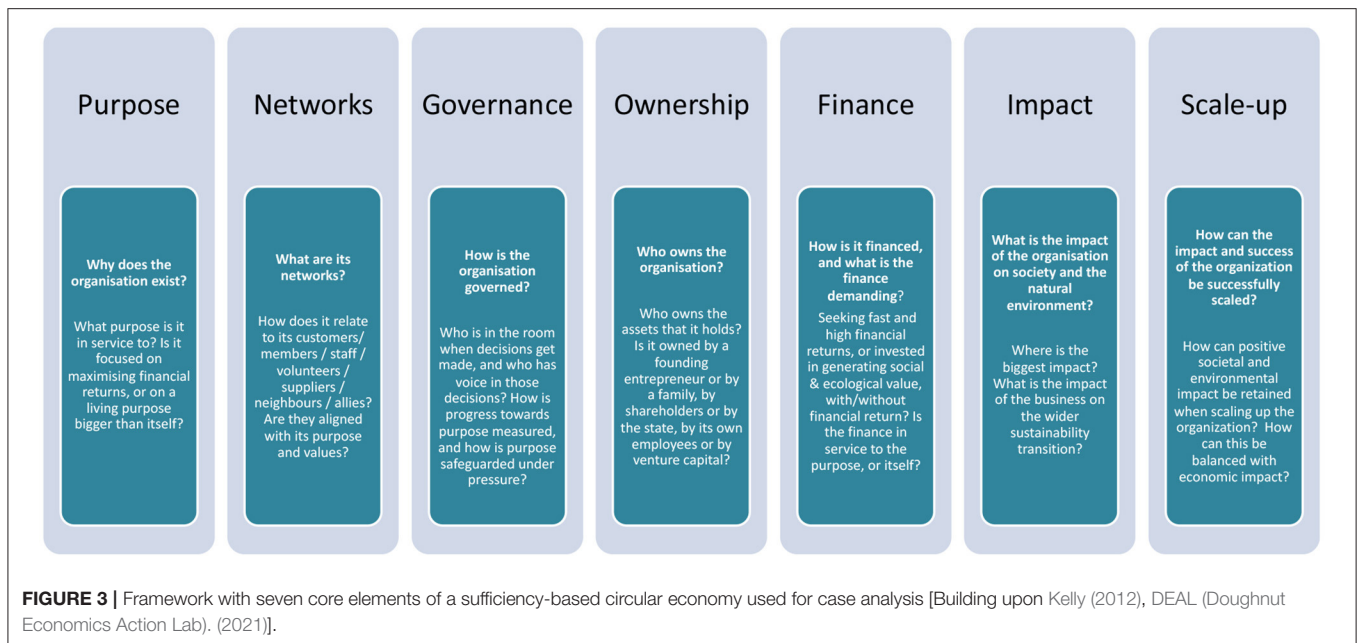 Purpose
Why does the
organisation exist?
What purpose is it
in service to? Is it
focused on
maximising financial
returns, or on a
living purpose
bigger than itself?
Networks
What are its
networks?
How does it relate
to its customers/
members / staff /
volunteers /
suppliers /
neighbours / allies?
Are they aligned
with its purpose
and values?
Governance
How is the
organisation
governed?
Who is in the room
when decisions get
made, and who has
voice in those
decisions? How is
progress towards
purpose measured,
and how is purpose
safeguarded under
pressure?
Ownership
Who owns the
organisation?
Who owns the
assets that it holds?
Is it owned by a
founding
entrepreneur or by
a family, by
shareholders or by
the state, by its own
employees or by
venture capital?
Finance
How is it financed,
and what is the
finance
demanding?
Seeking fast and
high financial
returns, or invested
in generating social
& ecological value,
with/without
financial return? Is
the finance in
service to the
purpose, or itself?
Impact
What is the impact
of the organisation
on society and the
natural
environment?
Where is the
biggest impact?
What is the impact
of the business on
the wider
sustainability
transition?
Scale-up
How can the
impact and success
of the organization
be successfully
scaled?
How can positive
societal and
environmental
impact be retained
when scaling up the
organization? How
can this be
balanced with
economic impact?
FIGURE 3 | Framework with seven core elements of a sufficiency-based circular economy used for case analysis [Building upon Kelly (2012), DEAL (Doughnut
Economics Action Lab). (2021)].